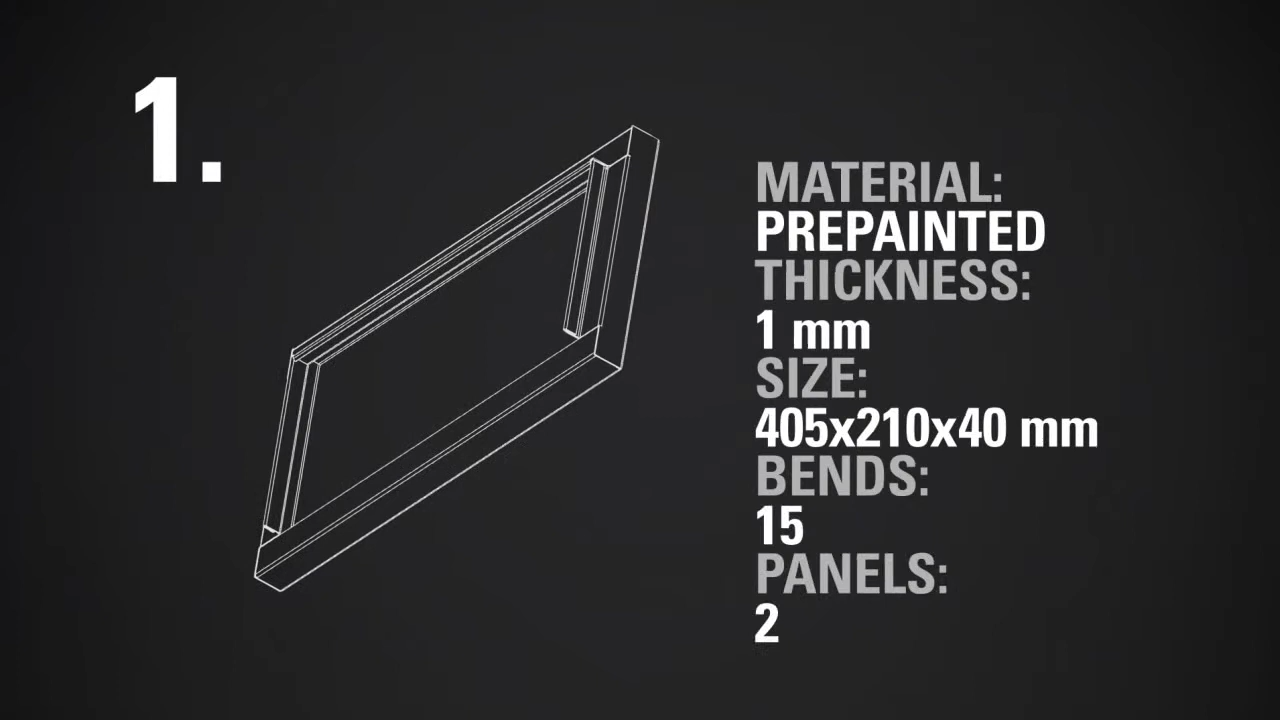 1.
MATERIAL:
PREPAINTED
THICKNESS:
1 mm
SIZE:
405x210x40 mm
BENDS:
15
PANELS:
2